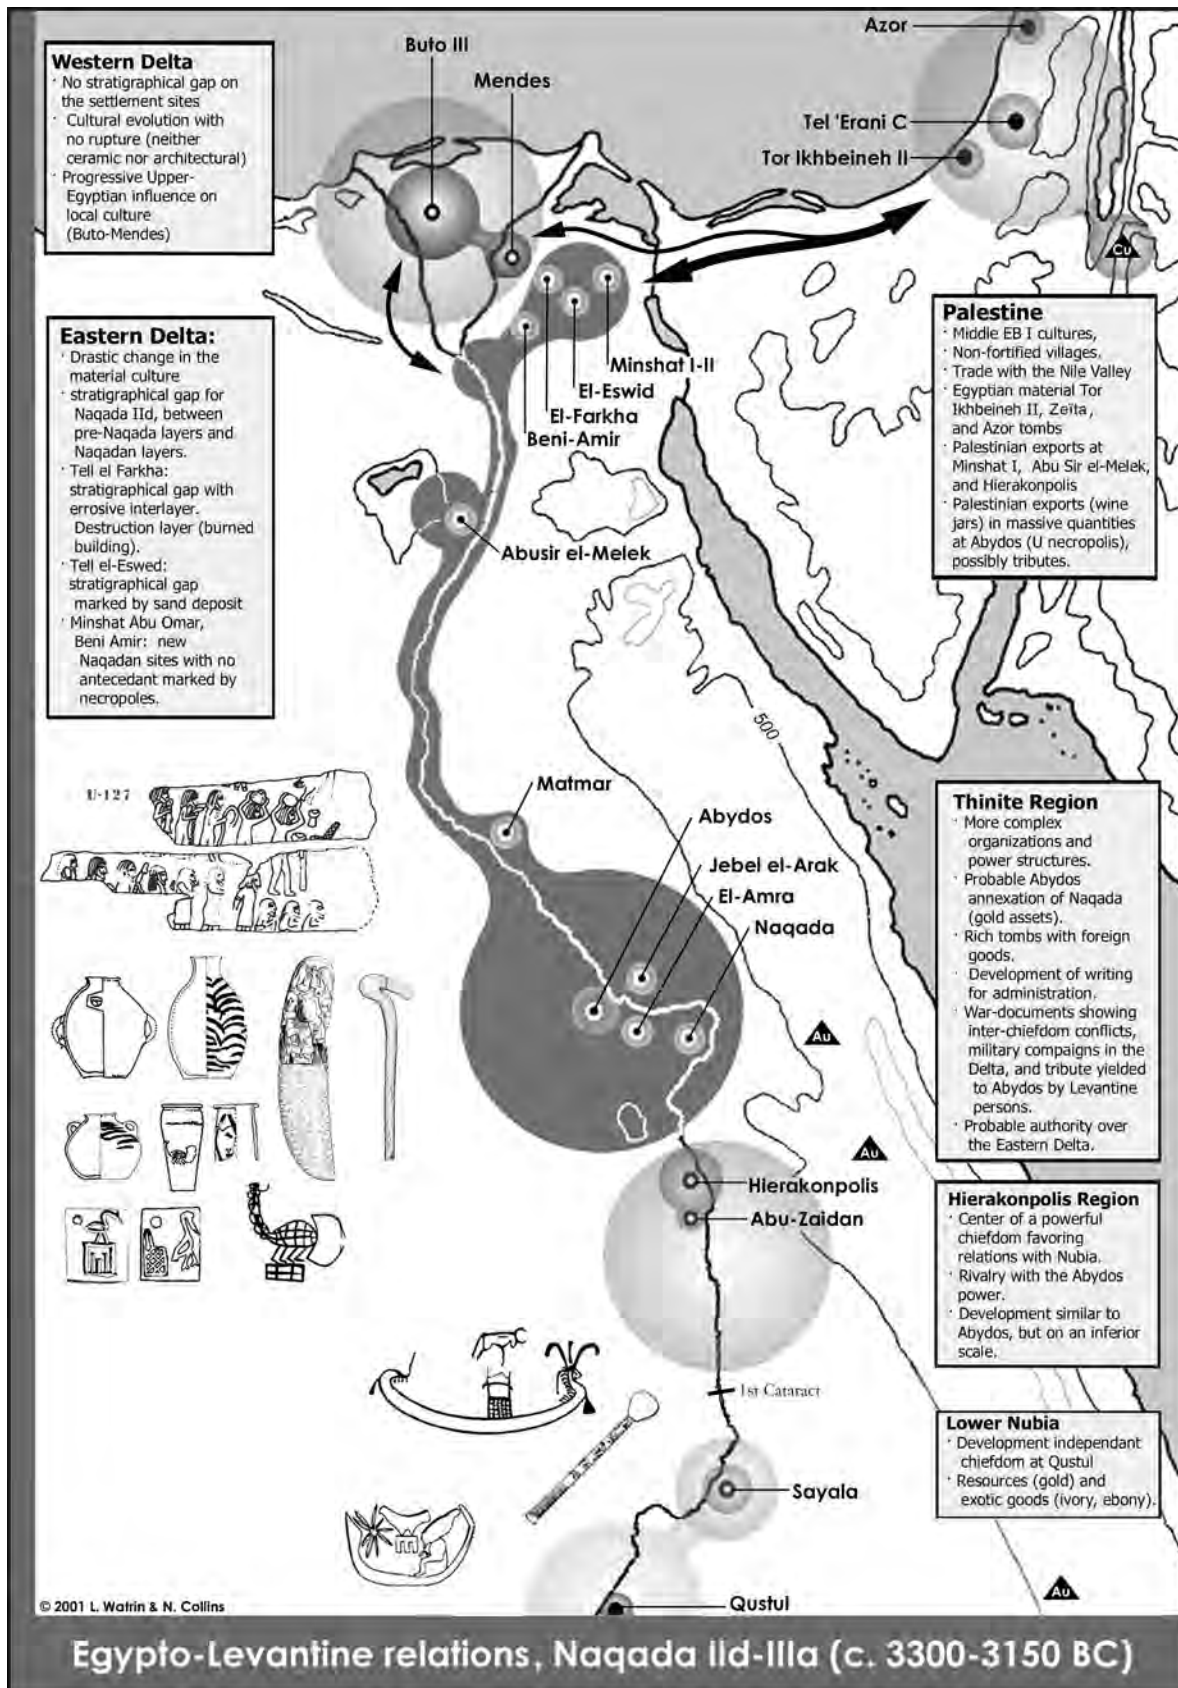 Azor
Buto III
Mendes
Tel 'Erani C
Tor Ikhbeineh II
Western Delta
· No stratigraphical gap on
the settlement sites
· Cultural evolution with
no rupture (neither
ceramic nor architectural)
· Progressive Upper-
Egyptian influence on
local culture
(Buto-Mendes)
Cu
Eastern Delta:
· Drastic change in the
material culture
· stratigraphical gap for
Naqada IId, between
pre-Naqada layers and
Naqadan layers.
· Tell el Farkha:
stratigraphical gap with
errosive interlayer.
Destruction layer (burned
building).
· Tell el-Eswed:
stratigraphical gap
marked by sand deposit
· Minshat Abu Omar,
Beni Amir: new
Naqadan sites with no
antecedant marked by
necropoles.
Minshat I-II
El-Eswid
El-Farkha
Beni-Amir
Abusir el-Melek
Palestine
· Middle EB I cultures,
· Non-fortified villages.
· Trade with the Nile Valley
· Egyptian material Tor
Ikhbeineh II, Zeïta,
and Azor tombs
· Palestinian exports at
Minshat I, Abu Sir el-Melek,
and Hierakonpolis
· Palestinian exports (wine
jars) in massive quantities
at Abydos (U necropolis),
possibly tributes.
500
U-127
Matmar
Abydos
Jebel el-Arak
El-Amra
Naqada
Au
Au
Thinite Region
· More complex
organizations and
power structures.
· Probable Abydos
annexation of Naqada
(gold assets).
· Rich tombs with foreign
goods.
· Development of writing
for administration.
· War-documents showing
inter-chiefdom conflicts,
military compaigns in the
Delta, and tribute yielded
to Abydos by Levantine
persons.
· Probable authority over
the Eastern Delta.
Hierakonpolis
Abu-Zaidan
Hierakonpolis Region
· Center of a powerful
chiefdom favoring
relations with Nubia.
· Rivalry with the Abydos
power.
· Development similar to
Abydos, but on an inferior
scale.
1st Cataract
Sayala
Lower Nubia
· Development independant
chiefdom at Qustul
· Resources (gold) and
exotic goods (ivory, ebony).
Au
Qustul
© 2001 L. Watrin & N. Collins
Egypto-Levantine relations, Naqada IId-IIIa (c. 3300-3150 BC)